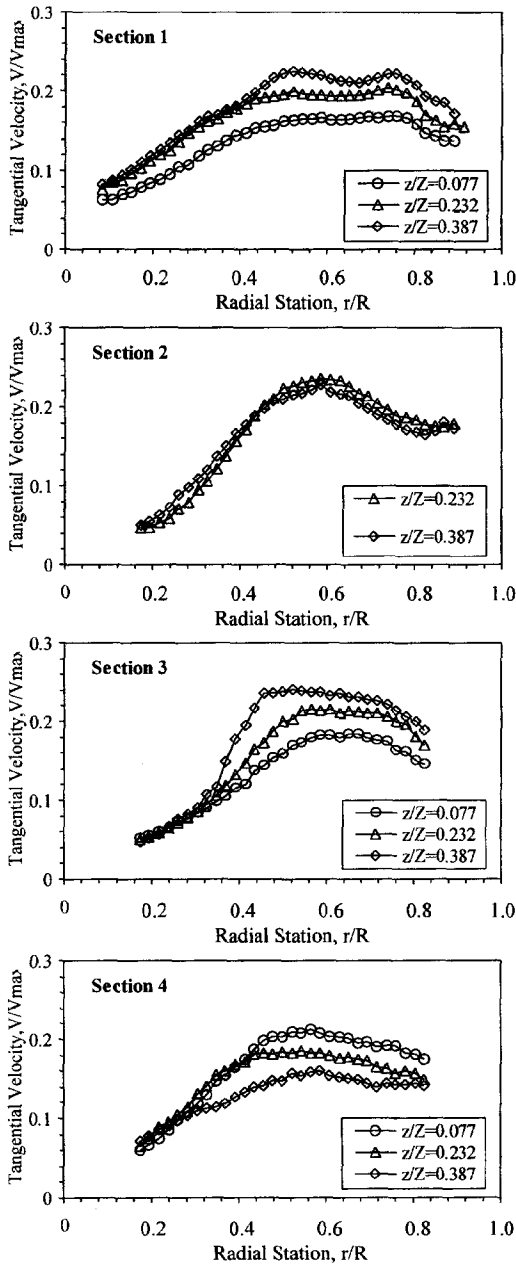 Section 1
Tangential Velocity,V/Vmax
0.3
0.2
0.1
0
z/Z=0.077
z/Z=0.232
z/Z=0.387
0 0.2 0.4 0.6 0.8 1.0
Radial Station, r/R
Section 2
Tangential Velocity,V/Vmax
0.3
0.2
0.1
0
z/Z=0.232
z/Z=0.387
0 0.2 0.4 0.6 0.8 1.0
Radial Station, r/R
Section 3
Tangential Velocity,V/Vmax
0.3
0.2
0.1
0
z/Z=0.077
z/Z=0.232
z/Z=0.387
0 0.2 0.4 0.6 0.8 1.0
Radial Station, r/R
Section 4
Tangential Velocity,V/Vmax
0.3
0.2
0.1
0
z/Z=0.077
z/Z=0.232
z/Z=0.387
0 0.2 0.4 0.6 0.8 1.0
Radial Station, r/R